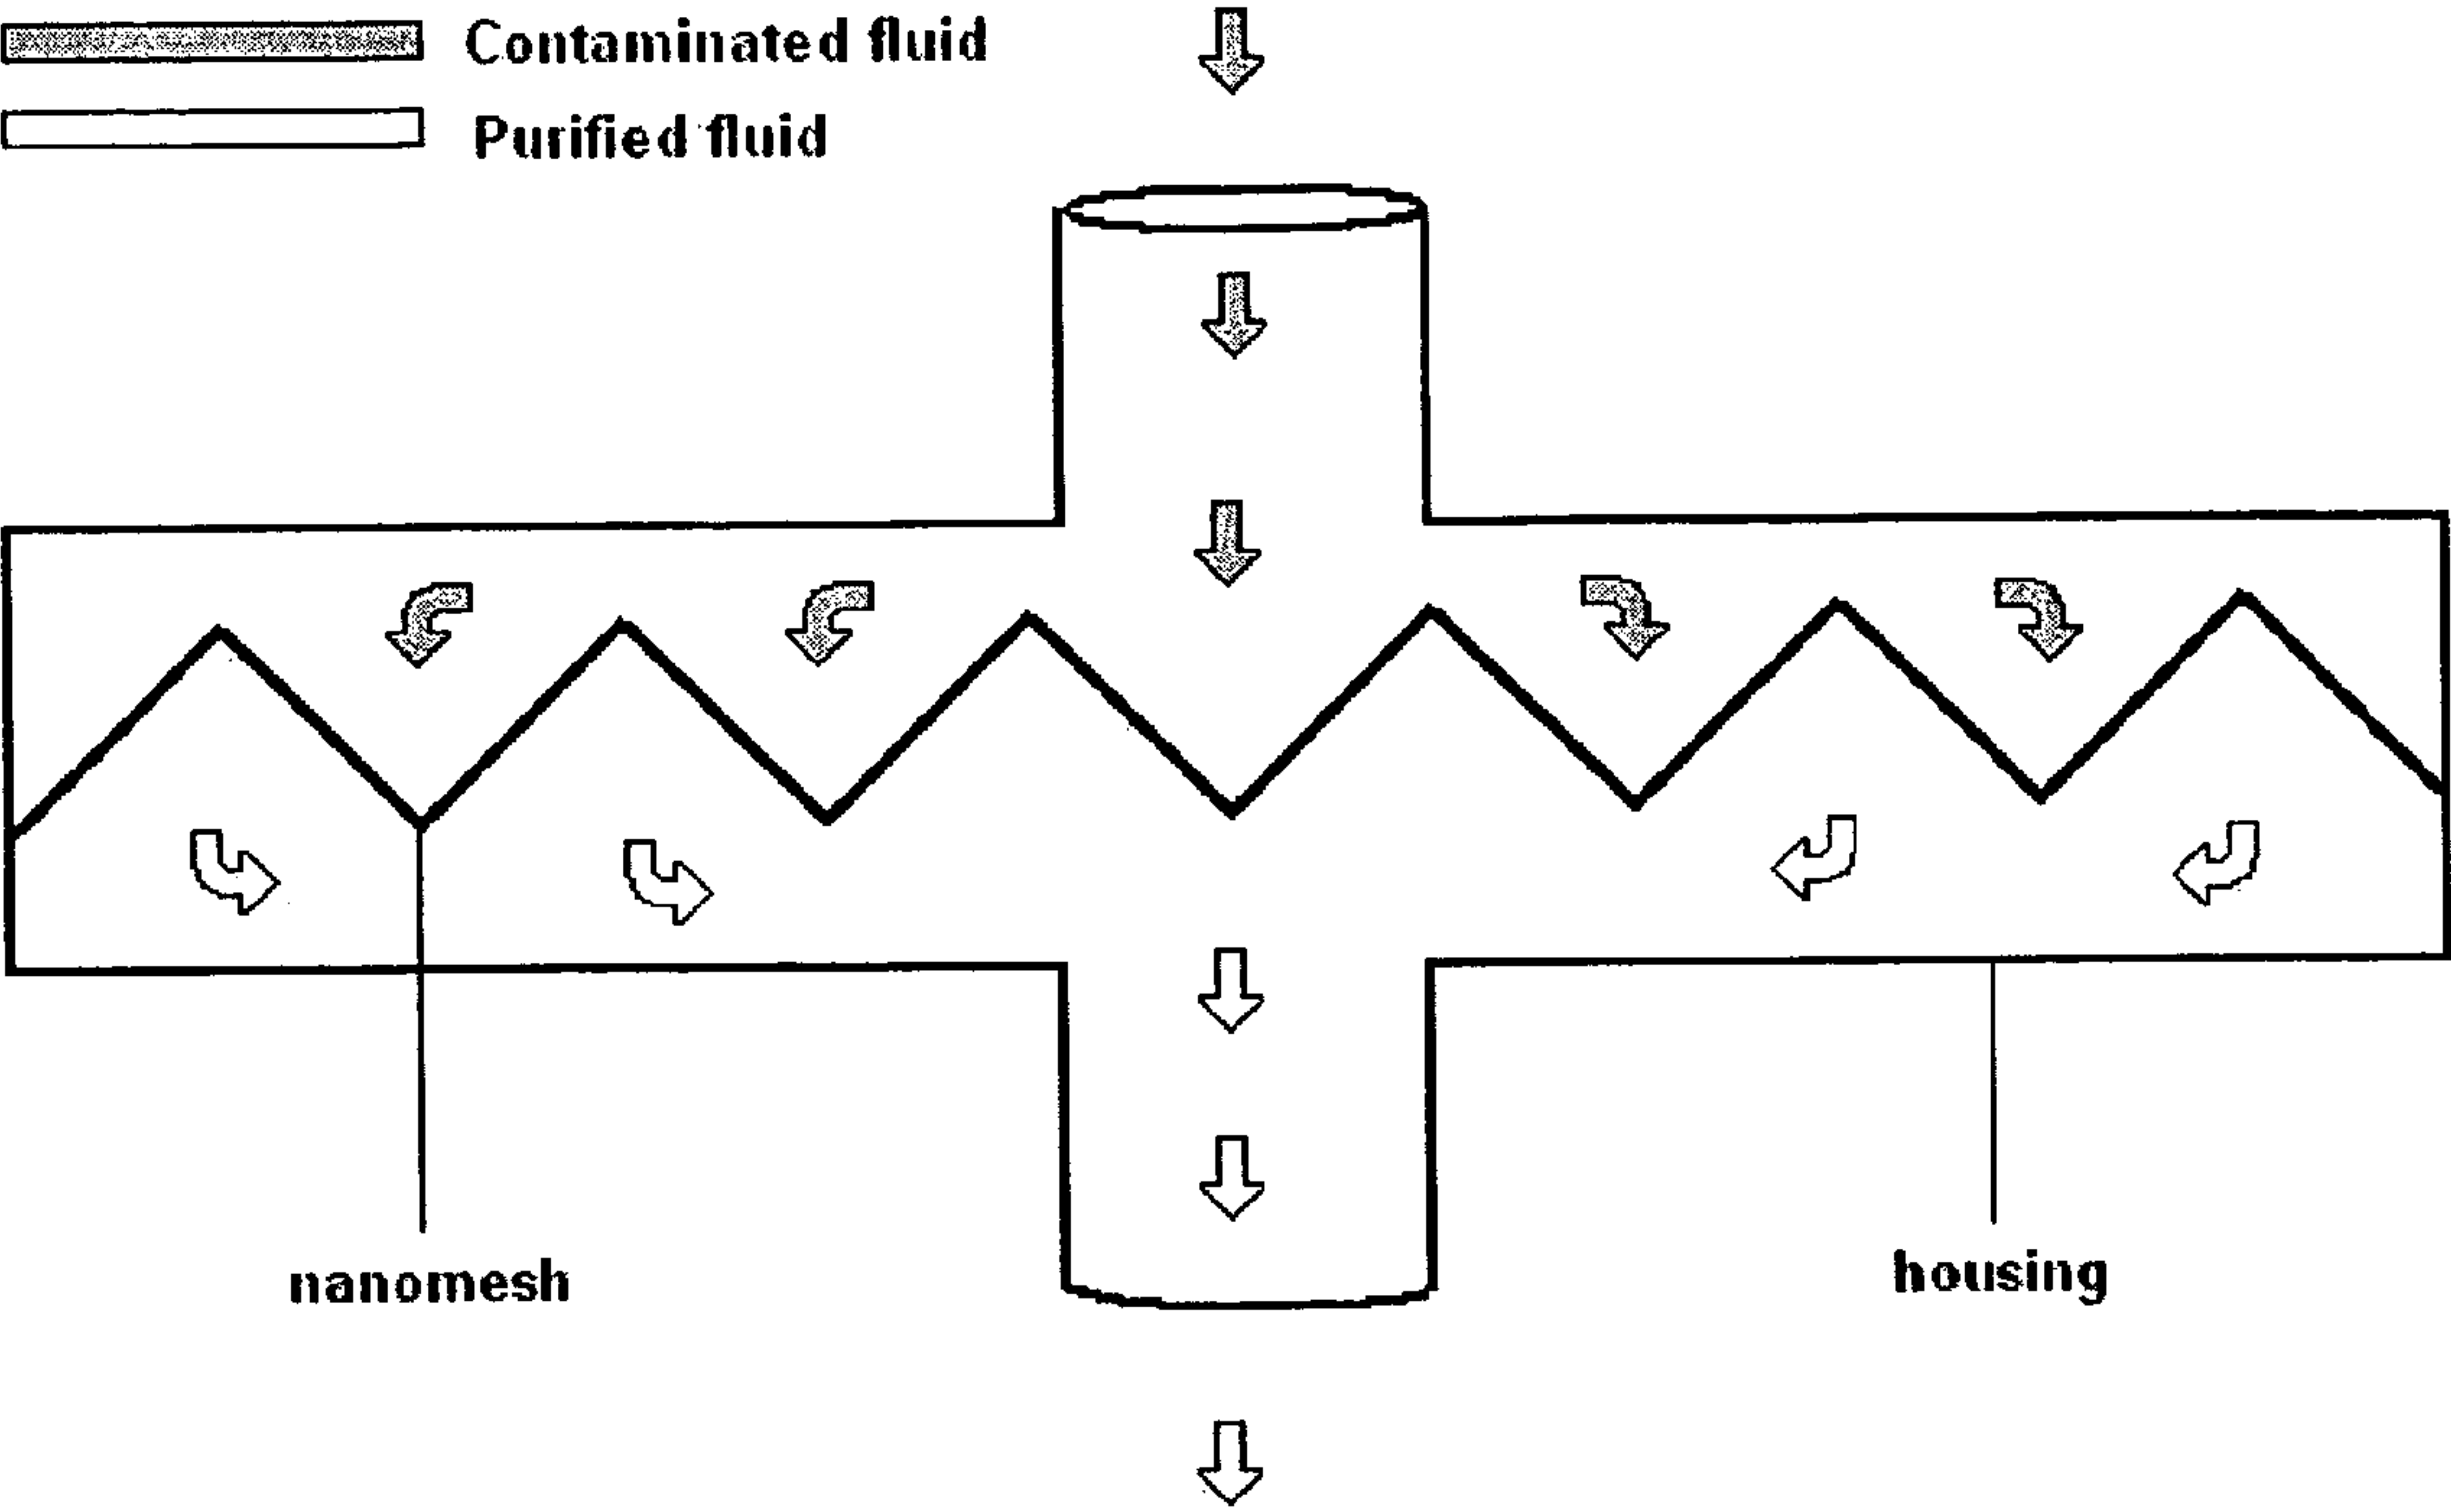 Contaminated fluid
Purified fluid
nanomesh
housing